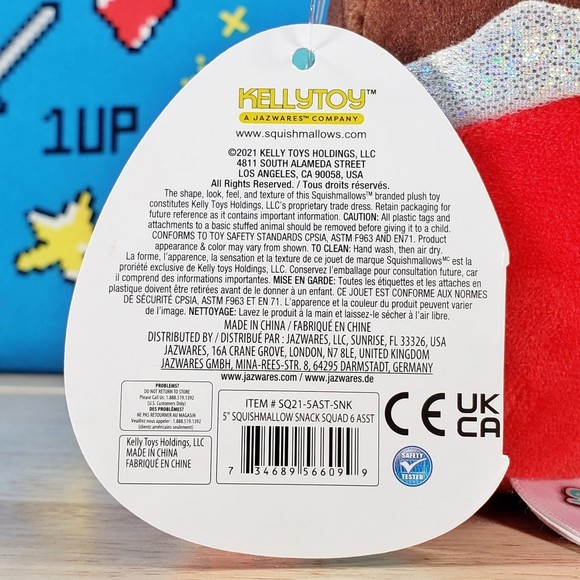 1UP
KELLYTOY™
A JAZWARES™ COMPANY
www.squishmallows.com
©2021 KELLY TOYS HOLDINGS, LLC
4811 SOUTH ALAMEDA STREET
LOS ANGELES, CA 90058, USA
All Rights Reserved. / Tous droits réservés.
The shape, look, feel, and texture of this Squishmallows™ branded plush toy
constitutes Kelly Toys Holdings, LLC's proprietary trade dress. Retain packaging for
future reference as it contains important information. CAUTION: All plastic tags and
attachments to a basic stuffed animal should be removed before giving it to a child.
CONFORMS TO TOY SAFETY STANDARDS CPSIA, ASTM F963 AND EN71. Product
appearance & color may vary from shown. TO CLEAN: Hand wash, then air dry.
La forme, l'apparence, la sensation et la texture de ce jouet de marque Squishmallowsᴹᶜ est la
propriété exclusive de Kelly Toys Holdings, LLC. Conservez l'emballage pour consultation future, car
il comprend des informations importantes. MISE EN GARDE: Toutes les étiquettes et les attaches en
plastique doivent être retirées avant de le donner à un enfant. CE JOUET EST CONFORME AUX NORMES
DE SÉCURITÉ CPSIA, ASTM F963 ET EN 71. L'apparence et la couleur du produit peuvent varier
de l'image. NETTOYAGE: Lavez le produit à la main et laissez-le sécher à l'air libre.
MADE IN CHINA / FABRIQUÉ EN CHINE
DISTRIBUTED BY / DISTRIBUÉ PAR : JAZWARES, LLC, SUNRISE, FL 33326, USA
JAZWARES, 16A CRANE GROVE, LONDON, N7 8LE, UNITED KINGDOM
JAZWARES GMBH, MINA-REES-STR. 8, 64295 DARMSTADT, GERMANY
www.jazwares.com / www.jazwares.de
PROBLEMS?
DO NOT RETURN TO STORE
Please Call Us: 1.888.519.1392
(U.S. Customers Only)
DES PROBLÈMES?
NE PAS RETOURNER AU MAGASIN
Veuillez nous appeler au 1.888.519.1392
(clients américains seulement)
Kelly Toys Holdings, LLC
MADE IN CHINA
FABRIQUÉ EN CHINE
ITEM # SQ21-5AST-SNK
5" SQUISHMALLOW SNACK SQUAD 6 ASST
7 34689 56609 9
CE
UK
CA
SAFETY
TESTED